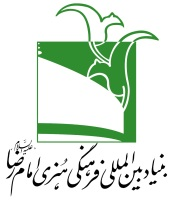 بنیاد بین المللی فرهنگی هنری امام رضا